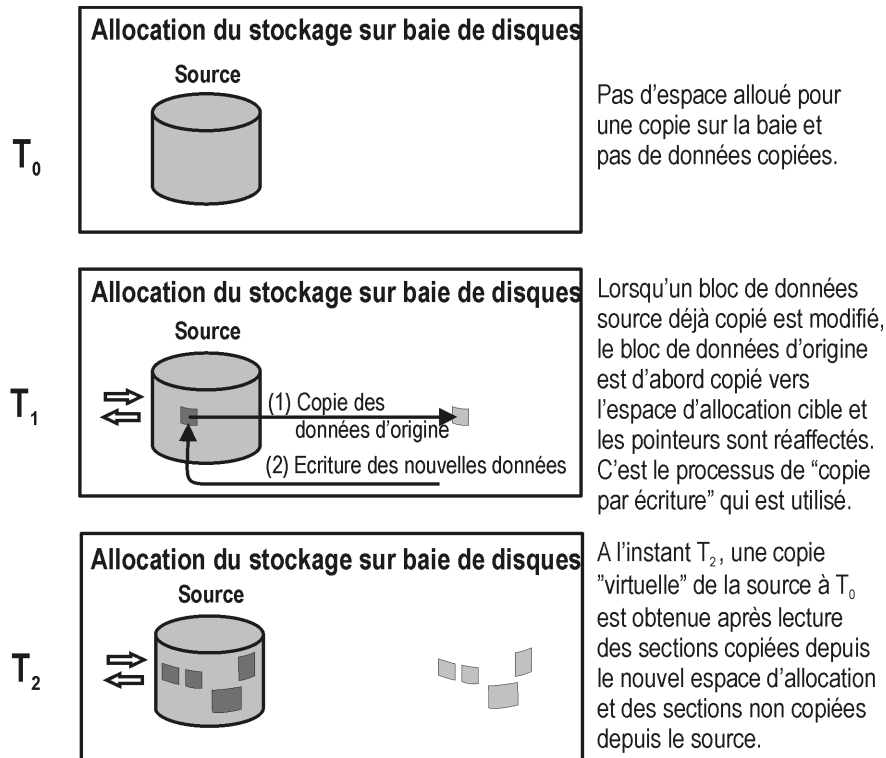 Allocation du stockage sur baie de disques
Source
T0
Pas d'espace alloué pour
une copie sur la baie et
pas de données copiées.
Allocation du stockage sur baie de disques
Source
T1
(1) Copie des
données d'origine
(2) Ecriture des nouvelles données
Lorsqu'un bloc de données
source déjà copié est modifié,
le bloc de données d'origine
est d'abord copié vers
l'espace d'allocation cible et
les pointeurs sont réaffectés.
C'est le processus de “copie
par écriture” qui est utilisé.
Allocation du stockage sur baie de disques
Source
T2
A l'instant T2, une copie
”virtuelle” de la source à T0
est obtenue après lecture
des sections copiées depuis
le nouvel espace d'allocation
et des sections non copiées
depuis le source.